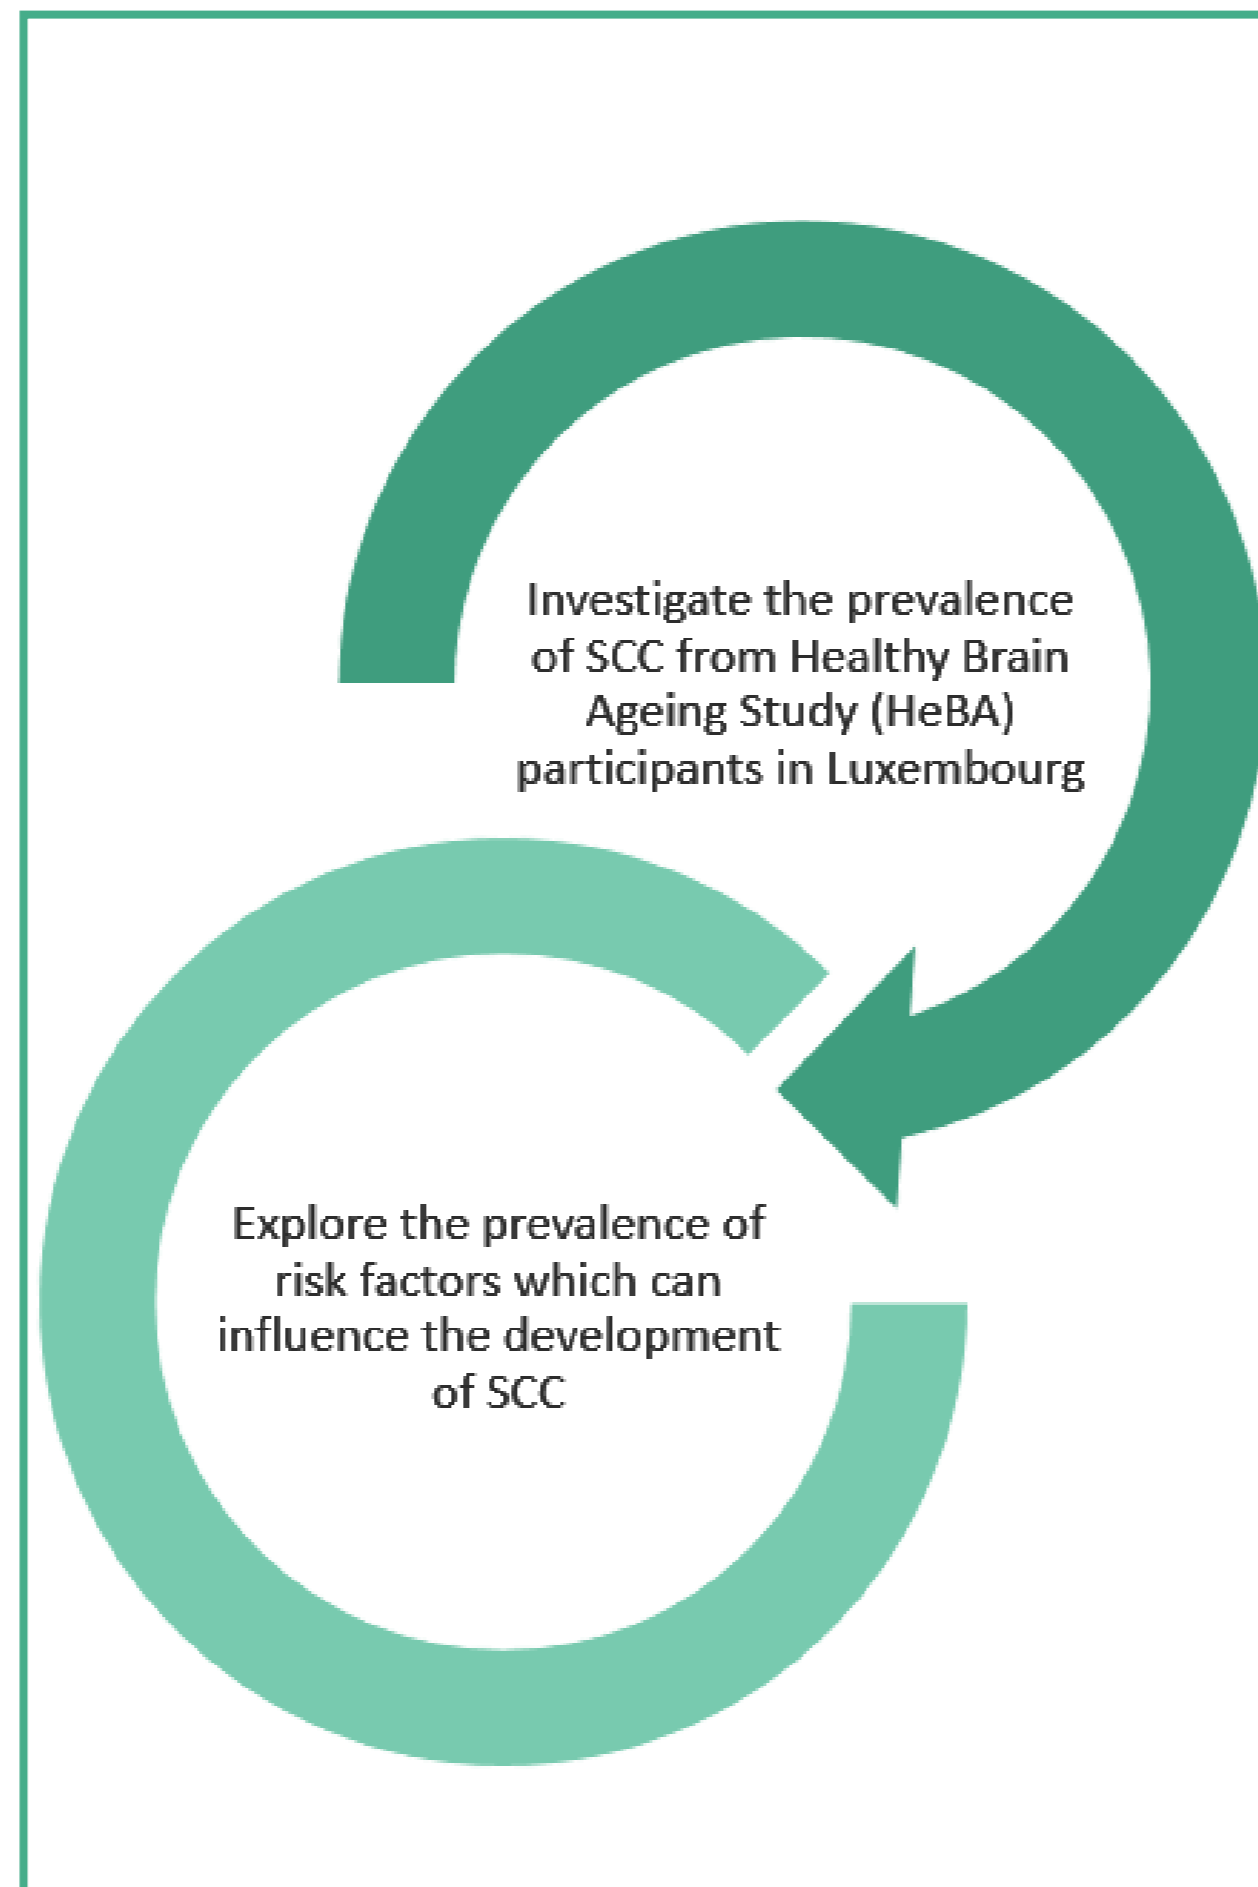 Investigate the prevalence
of SCC from Healthy Brain
Ageing Study (HeBA)
participants in Luxembourg
Explore the prevalence of
risk factors which can
influence the development
of SCC